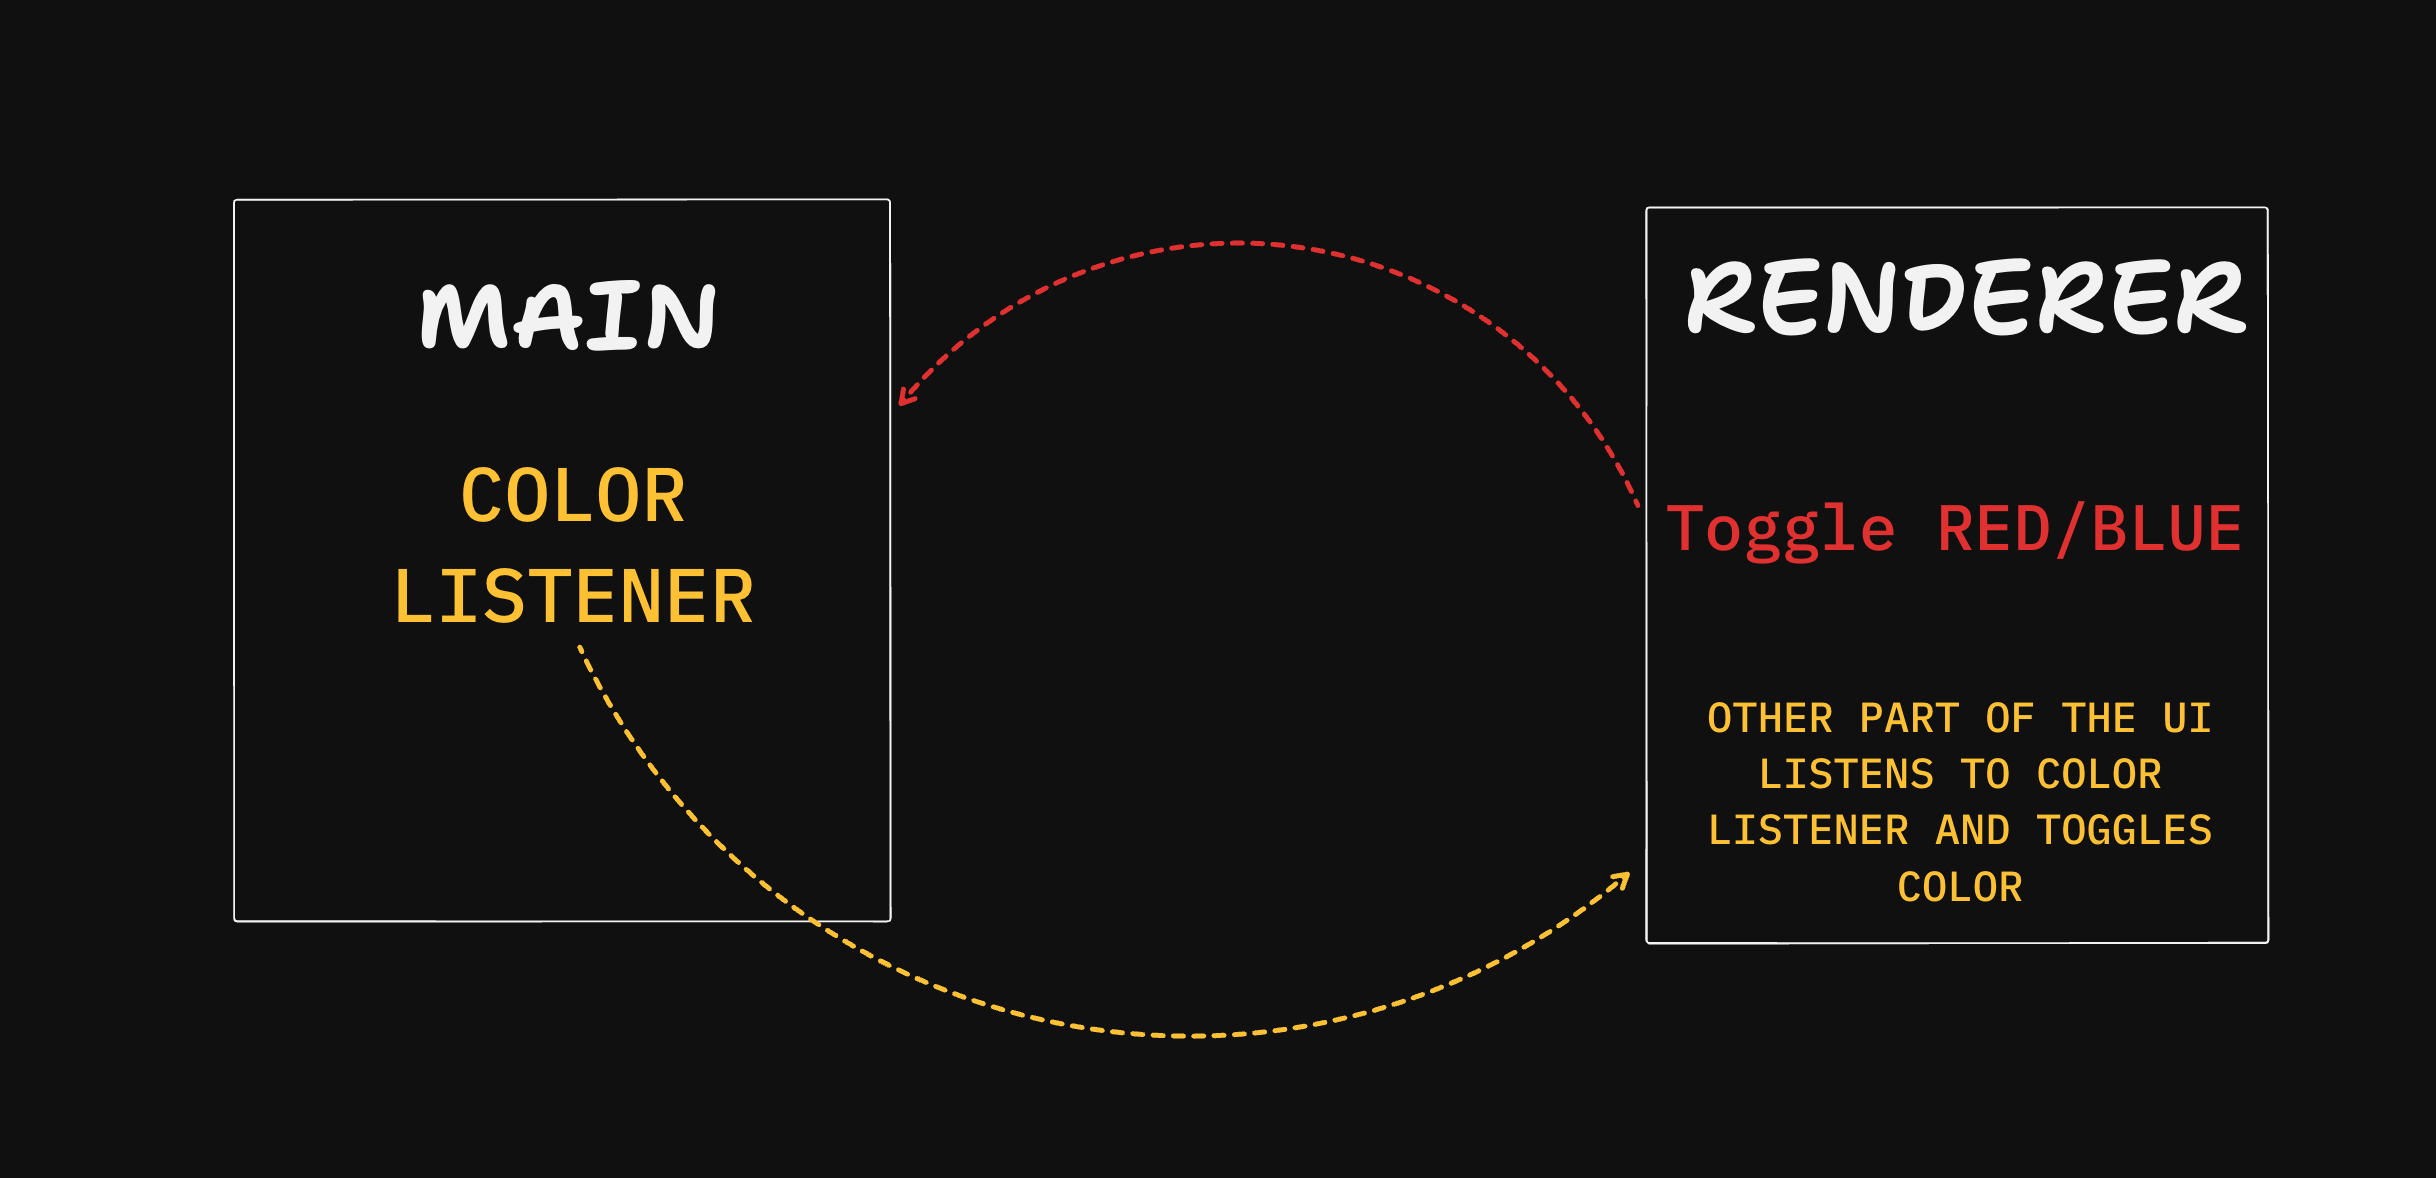 MAIN
COLOR
LISTENER
RENDERER
Toggle RED/BLUE
OTHER PART OF THE UI
LISTENS TO COLOR
LISTENER AND TOGGLES
COLOR